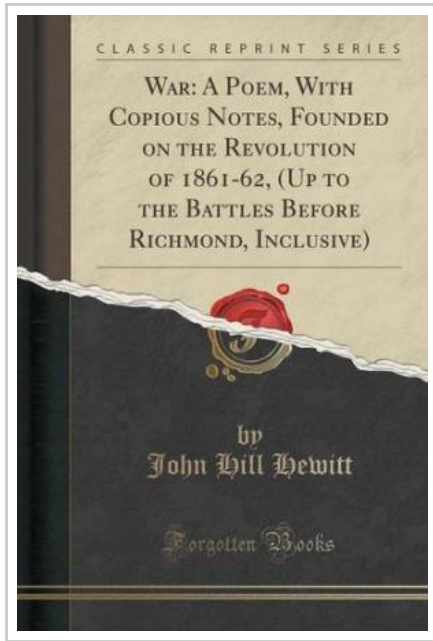 CLASSIC REPRINT SERIES
WAR: A POEM, WITH
COPIOUS NOTES, FOUNDED
ON THE REVOLUTION
OF 1861-62, (UP TO
THE BATTLES BEFORE
RICHMOND, INCLUSIVE)
by
John Hill Hewitt
Forgotten Books